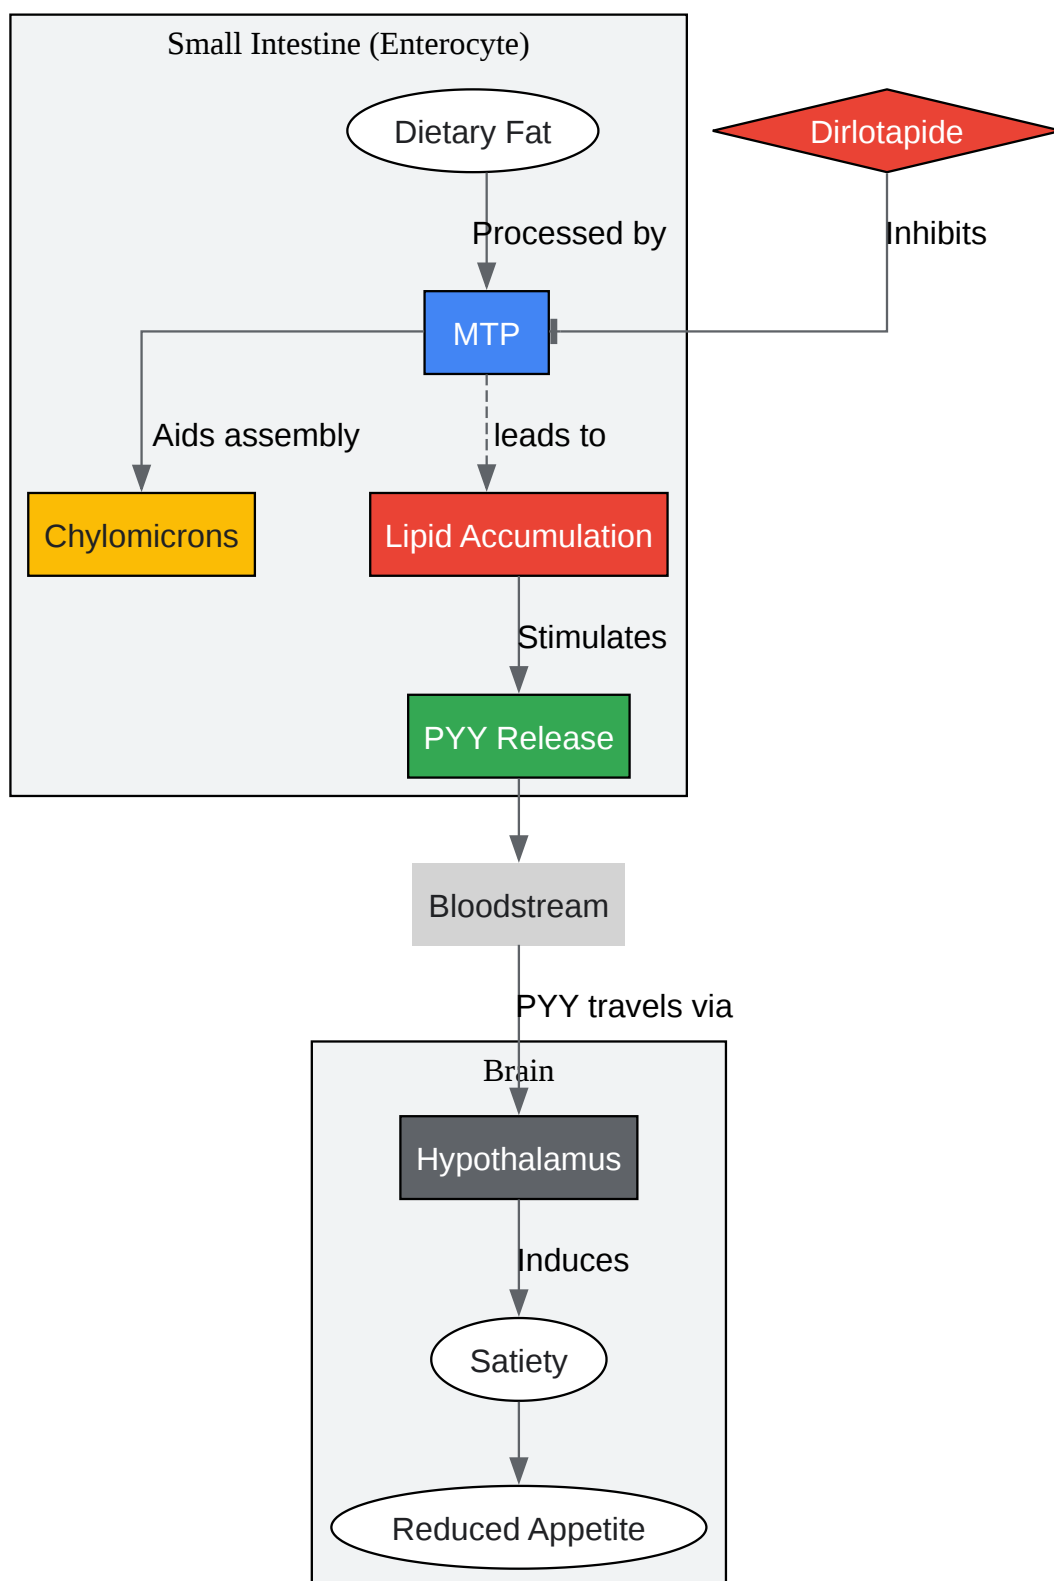 Small Intestine (Enterocyte)
Dietary Fat
Dirlotapide
Processed by
Inhibits
MTP
Aids assembly
leads to
Chylomicrons
Lipid Accumulation
Stimulates
PYY Release
Bloodstream
PYY travels via
Brain
Hypothalamus
Induces
Satiety
Reduced Appetite